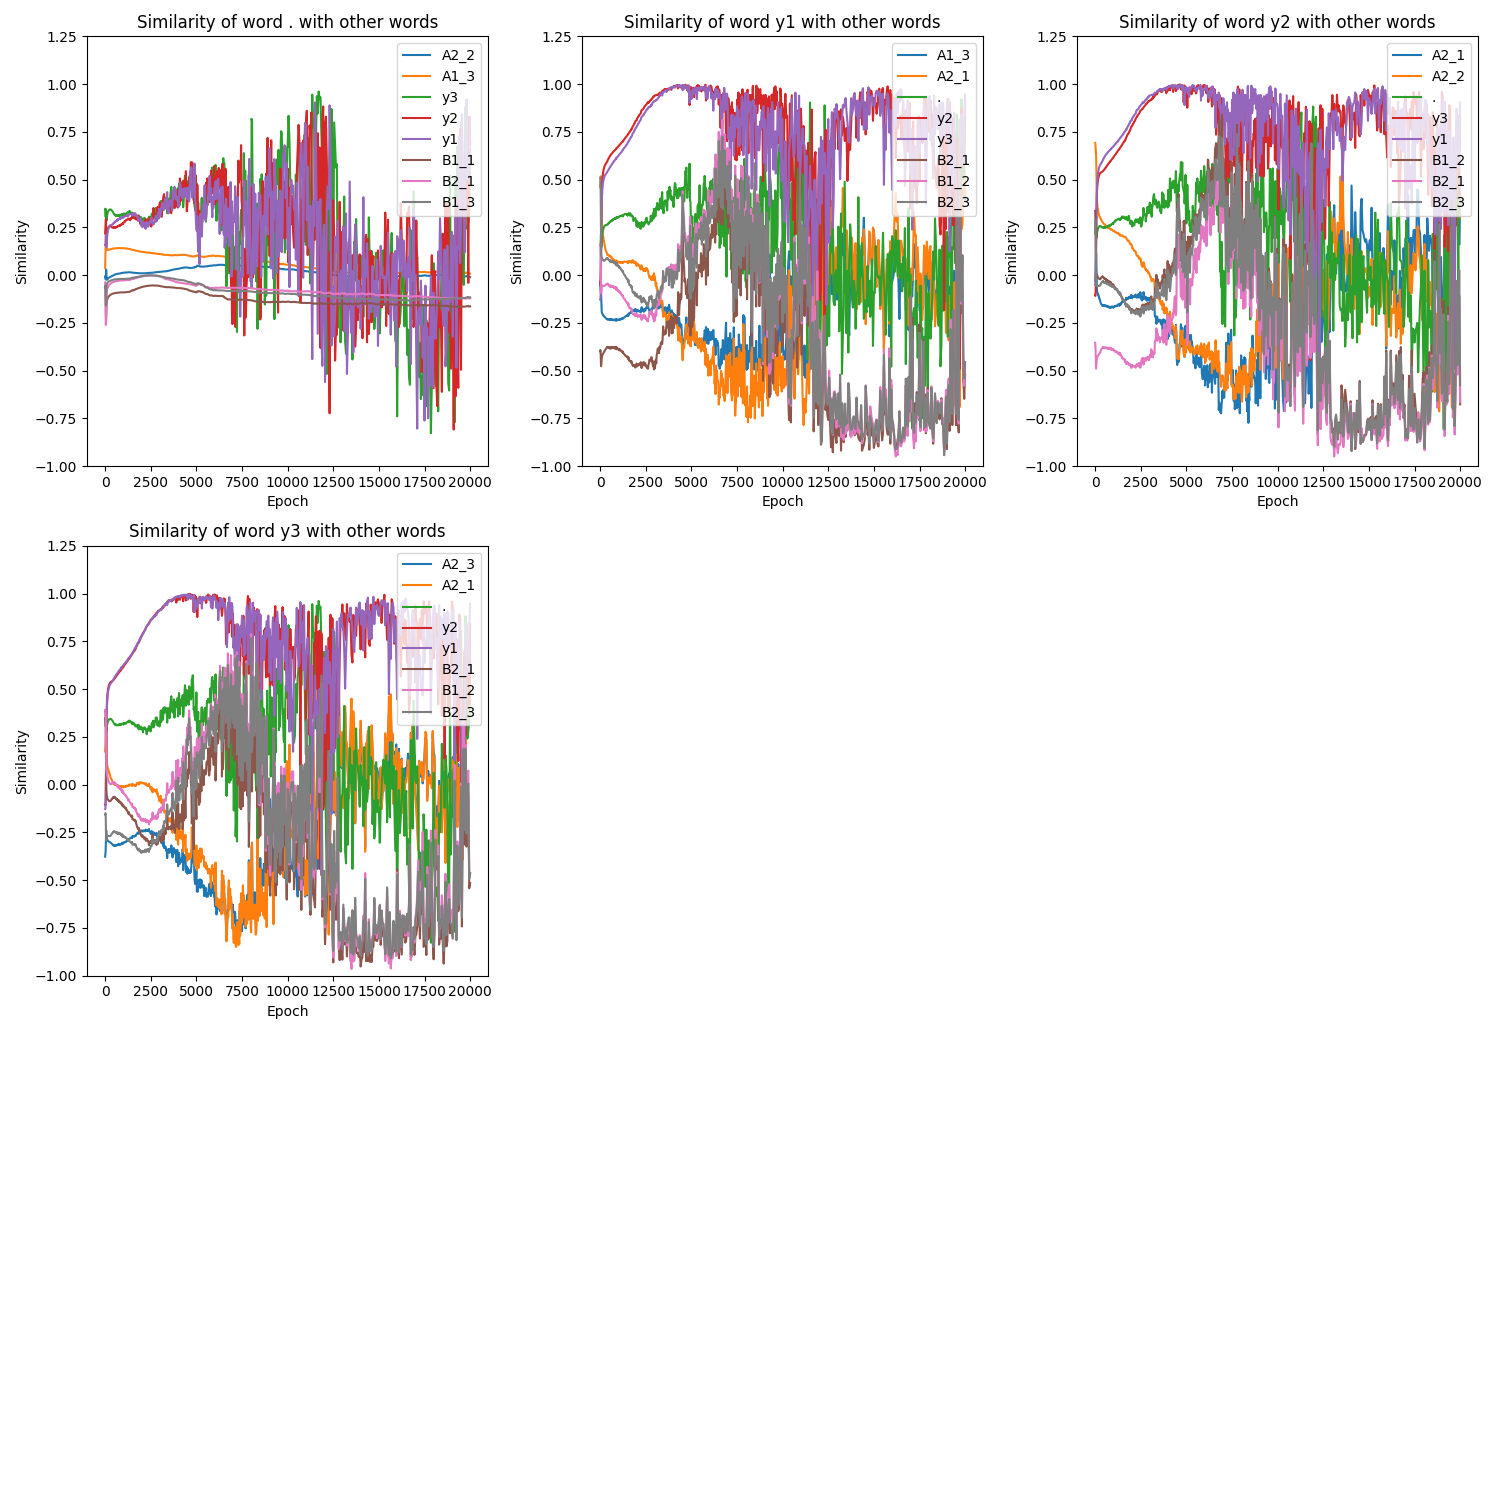 Similarity of word . with other words
1.25
1.00
0.75
0.50
0.25
0.00
−0.25
−0.50
−0.75
−1.00
Similarity
0 2500 5000 7500 10000 12500 15000 17500 20000
Epoch
A2_2
A1_3
y3
y2
y1
B1_1
B2_1
B1_3
Similarity of word y1 with other words
1.25
1.00
0.75
0.50
0.25
0.00
−0.25
−0.50
−0.75
−1.00
Similarity
0 2500 5000 7500 10000 12500 15000 17500 20000
Epoch
A1_3
A2_1
.
y2
y3
B2_1
B1_2
B2_3
Similarity of word y2 with other words
1.25
1.00
0.75
0.50
0.25
0.00
−0.25
−0.50
−0.75
−1.00
Similarity
0 2500 5000 7500 10000 12500 15000 17500 20000
Epoch
A2_1
A2_2
.
y3
y1
B1_2
B2_1
B2_3
Similarity of word y3 with other words
1.25
1.00
0.75
0.50
0.25
0.00
−0.25
−0.50
−0.75
−1.00
Similarity
0 2500 5000 7500 10000 12500 15000 17500 20000
Epoch
A2_3
A2_1
.
y2
y1
B2_1
B1_2
B2_3